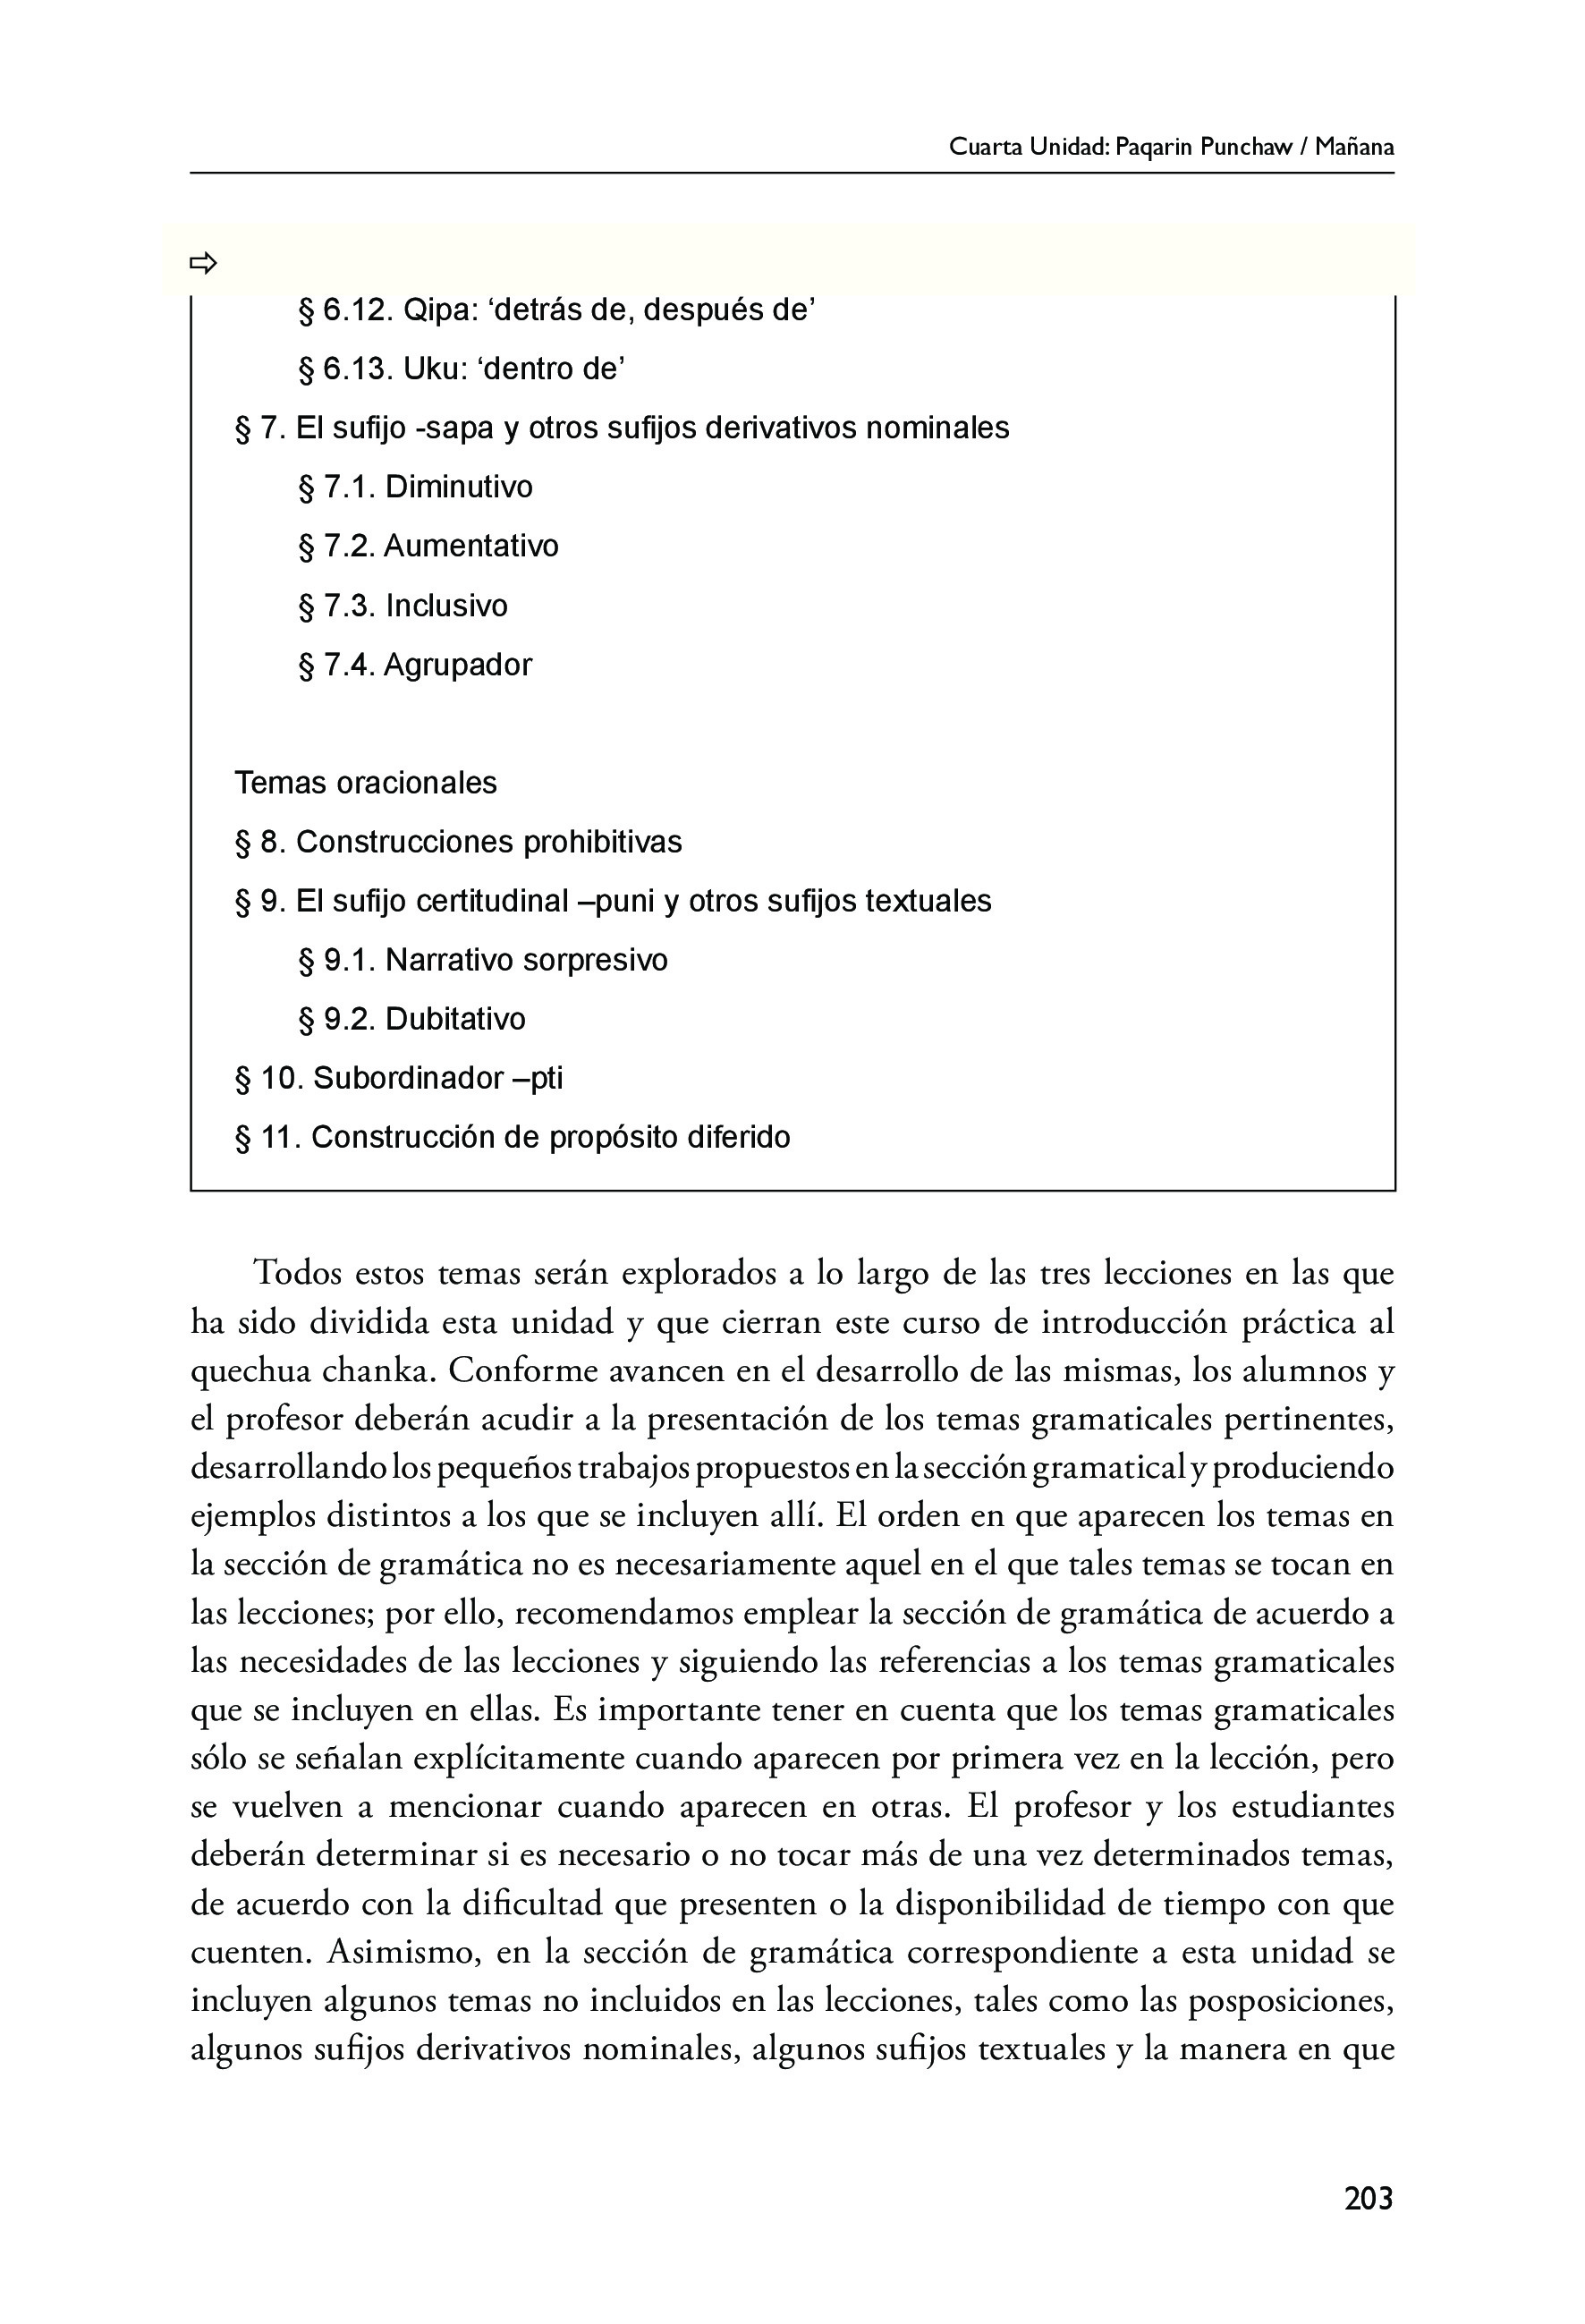 Cuarta Unidad: Paqarin Punchaw / Mañana
⇨
§ 6.12. Qipa: ‘detrás de, después de’
§ 6.13. Uku: ‘dentro de’
§ 7. El sufijo -sapa y otros sufijos derivativos nominales
§ 7.1. Diminutivo
§ 7.2. Aumentativo
§ 7.3. Inclusivo
§ 7.4. Agrupador
Temas oracionales
§ 8. Construcciones prohibitivas
§ 9. El sufijo certitudinal –puni y otros sufijos textuales
§ 9.1. Narrativo sorpresivo
§ 9.2. Dubitativo
§ 10. Subordinador –pti
§ 11. Construcción de propósito diferido
Todos estos temas serán explorados a lo largo de las tres lecciones en las que
ha sido dividida esta unidad y que cierran este curso de introducción práctica al
quechua chanka. Conforme avancen en el desarrollo de las mismas, los alumnos y
el profesor deberán acudir a la presentación de los temas gramaticales pertinentes,
desarrollando los pequeños trabajos propuestos en la sección gramatical y produciendo
ejemplos distintos a los que se incluyen allí. El orden en que aparecen los temas en
la sección de gramática no es necesariamente aquel en el que tales temas se tocan en
las lecciones; por ello, recomendamos emplear la sección de gramática de acuerdo a
las necesidades de las lecciones y siguiendo las referencias a los temas gramaticales
que se incluyen en ellas. Es importante tener en cuenta que los temas gramaticales
sólo se señalan explícitamente cuando aparecen por primera vez en la lección, pero
se vuelven a mencionar cuando aparecen en otras. El profesor y los estudiantes
deberán determinar si es necesario o no tocar más de una vez determinados temas,
de acuerdo con la dificultad que presenten o la disponibilidad de tiempo con que
cuenten. Asimismo, en la sección de gramática correspondiente a esta unidad se
incluyen algunos temas no incluidos en las lecciones, tales como las posposiciones,
algunos sufijos derivativos nominales, algunos sufijos textuales y la manera en que
203